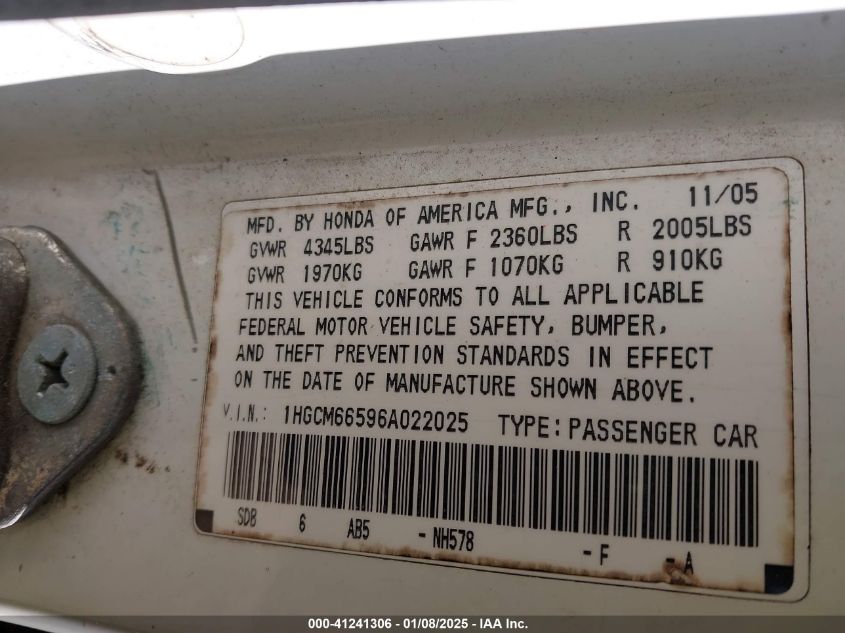 MFD. BY HONDA OF AMERICA MFG., INC. 11/05
GVWR 4345LBS GAWR F 2360LBS R 2005LBS
GVWR 1970KG GAWR F 1070KG R 910KG
THIS VEHICLE CONFORMS TO ALL APPLICABLE
FEDERAL MOTOR VEHICLE SAFETY, BUMPER,
AND THEFT PREVENTION STANDARDS IN EFFECT
ON THE DATE OF MANUFACTURE SHOWN ABOVE.
V.I.N.: 1HGCM66596A022025 TYPE: PASSENGER CAR
SDB 6 AB5 -NH578 -F -A
000-41241306 - 01/08/2025 - IAA Inc.